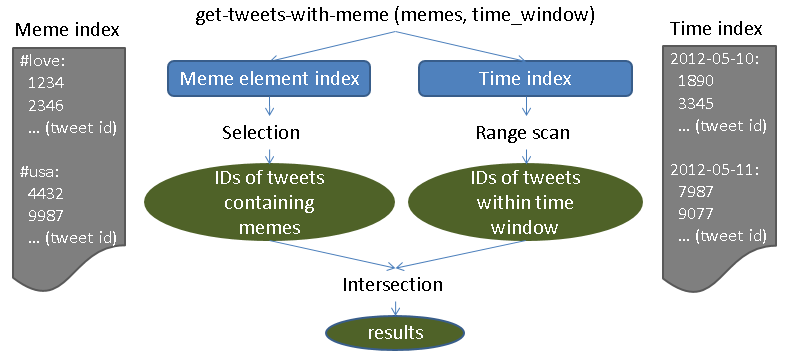 get-tweets-with-meme (memes, time_window)
Meme index
#love:
1234
2346
... (tweet id)
#usa:
4432
9987
... (tweet id)
Meme element index
Selection
IDs of tweets
containing
memes
Time index
Range scan
IDs of tweets
within time
window
Intersection
results
Time index
2012-05-10:
1890
3345
... (tweet id)
2012-05-11:
7987
9077
... (tweet id)